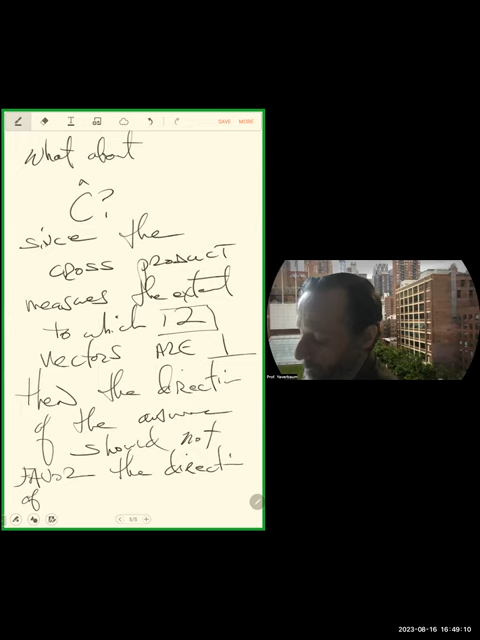 SAVE MORE
What about
Ĉ?
since the
CROSS PRODUCT
measures the extent
to which 2
vectors ARE ⊥
then the direction
of the answer
should not
FAVOR the direction
of
5/5
Prof. Yaverbaum
2023-08-16 16:49:10